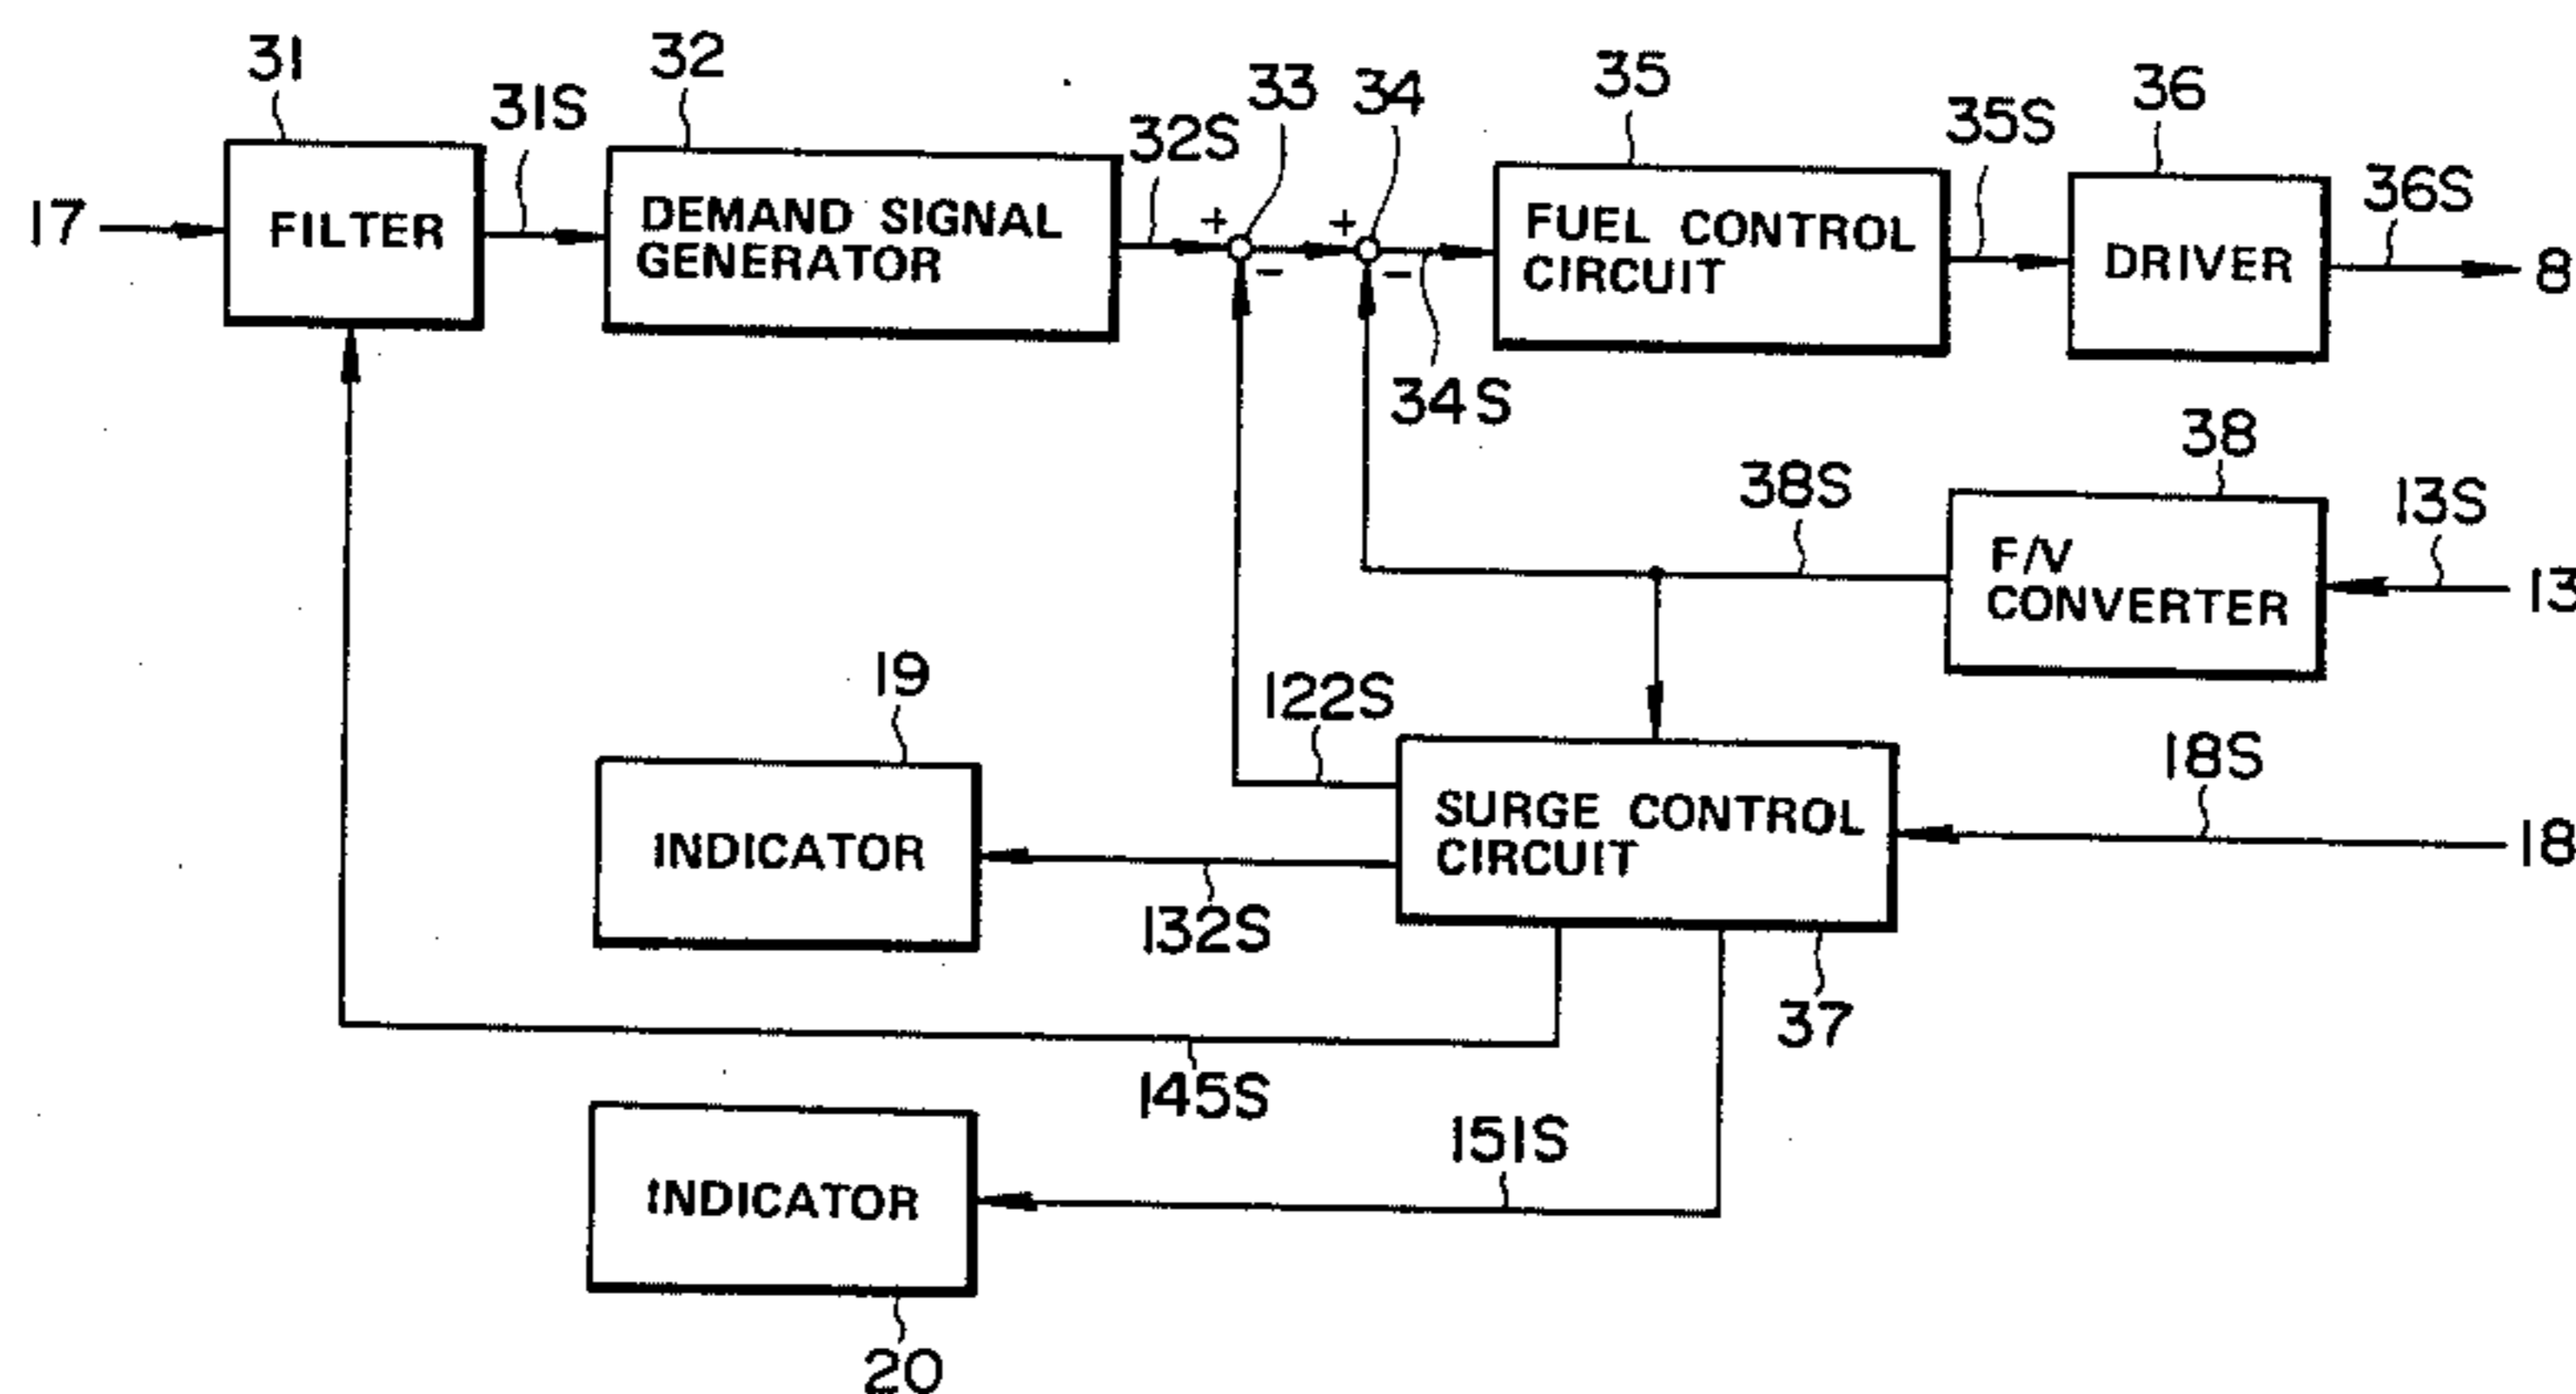 31
31S
32
32S
33
34
35
35S
36
36S
17
FILTER
DEMAND SIGNAL
GENERATOR
+
-
+
-
FUEL CONTROL
CIRCUIT
DRIVER
8
34S
38
38S
13S
F/V
CONVERTER
13
19
122S
18S
INDICATOR
SURGE CONTROL
CIRCUIT
18
132S
37
145S
151S
INDICATOR
20